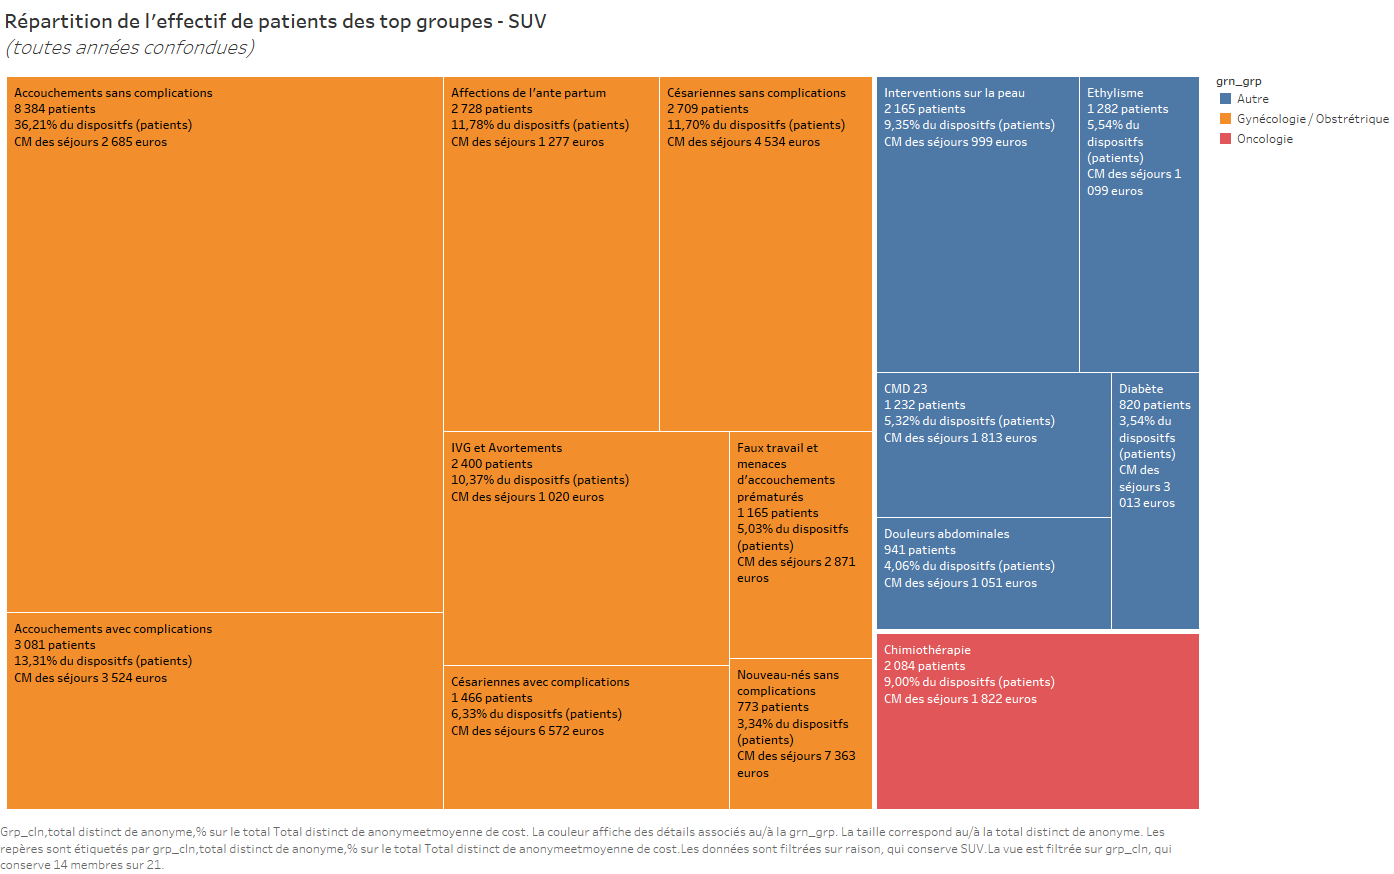 Répartition de l'effectif de patients des top groupes - SUV
(toutes années confondues)
Accouchements sans complications
8 384 patients
36,21% du dispositfs (patients)
CM des séjours 2 685 euros
Affections de l'ante partum
2 728 patients
11,78% du dispositfs (patients)
CM des séjours 1 277 euros
Césariennes sans complications
2 709 patients
11,70% du dispositfs (patients)
CM des séjours 4 534 euros
Interventions sur la peau
2 165 patients
9,35% du dispositfs (patients)
CM des séjours 999 euros
Ethylisme
1 282 patients
5,54% du
dispositfs
(patients)
CM des séjours 1
099 euros
grn_grp
Autre
Gynécologie / Obstrétrique
Oncologie
CMD 23
1 232 patients
5,32% du dispositfs (patients)
CM des séjours 1 813 euros
Diabète
820 patients
3,54% du
dispositfs
(patients)
CM des
séjours 3
013 euros
IVG et Avortements
2 400 patients
10,37% du dispositfs (patients)
CM des séjours 1 020 euros
Faux travail et
menaces
d'accouchements
prématurés
1 165 patients
5,03% du dispositfs
(patients)
CM des séjours 2 871
euros
Douleurs abdominales
941 patients
4,06% du dispositfs (patients)
CM des séjours 1 051 euros
Accouchements avec complications
3 081 patients
13,31% du dispositfs (patients)
CM des séjours 3 524 euros
Césariennes avec complications
1 466 patients
6,33% du dispositfs (patients)
CM des séjours 6 572 euros
Nouveau-nés sans
complications
773 patients
3,34% du dispositfs
(patients)
CM des séjours 7 363
euros
Chimiothérapie
2 084 patients
9,00% du dispositfs (patients)
CM des séjours 1 822 euros
Grp_cln,total distinct de anonyme,% sur le total Total distinct de anonymeetmoyenne de cost. La couleur affiche des détails associés au/à la grn_grp. La taille correspond au/à la total distinct de anonyme. Les
repères sont étiquetés par grp_cln,total distinct de anonyme,% sur le total Total distinct de anonymeetmoyenne de cost.Les données sont filtrées sur raison, qui conserve SUV.La vue est filtrée sur grp_cln, qui
conserve 14 membres sur 21.